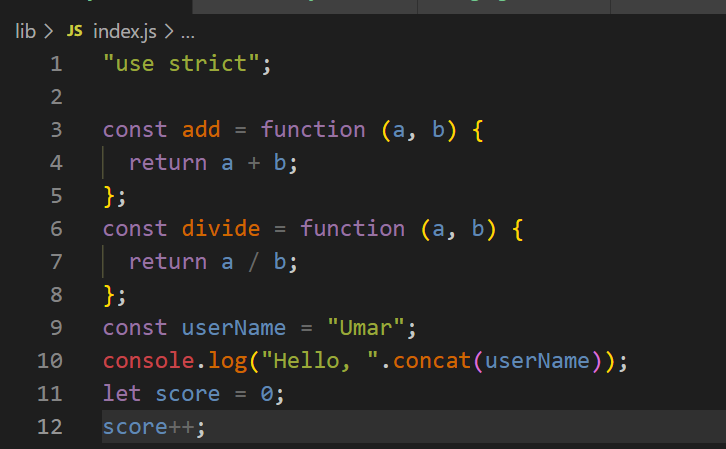 lib > JS index.js > ...
1 "use strict";
2
3 const add = function (a, b) {
4   return a + b;
5 };
6 const divide = function (a, b) {
7   return a / b;
8 };
9 const userName = "Umar";
10 console.log("Hello, ".concat(userName));
11 let score = 0;
12 score++;